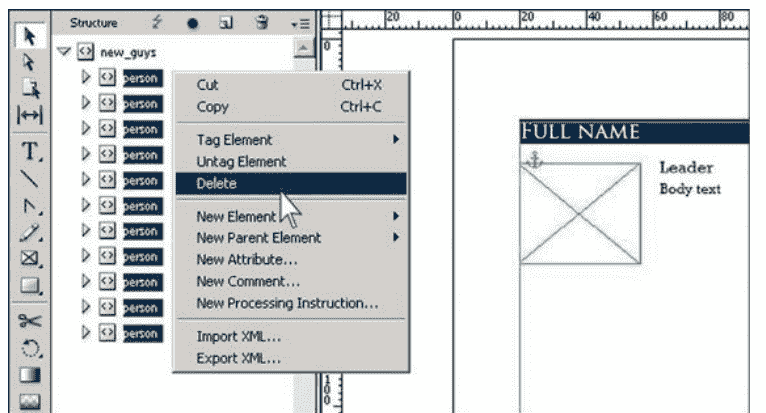 Structure
new_guys
person
person
person
person
person
person
person
person
person
person
person
Cut Ctrl+X
Copy Ctrl+C
Tag Element
Untag Element
Delete
New Element
New Parent Element
New Attribute...
New Comment...
New Processing Instruction...
Import XML...
Export XML...
20 0 20 40 60 80
0
100
FULL NAME
Leader
Body text